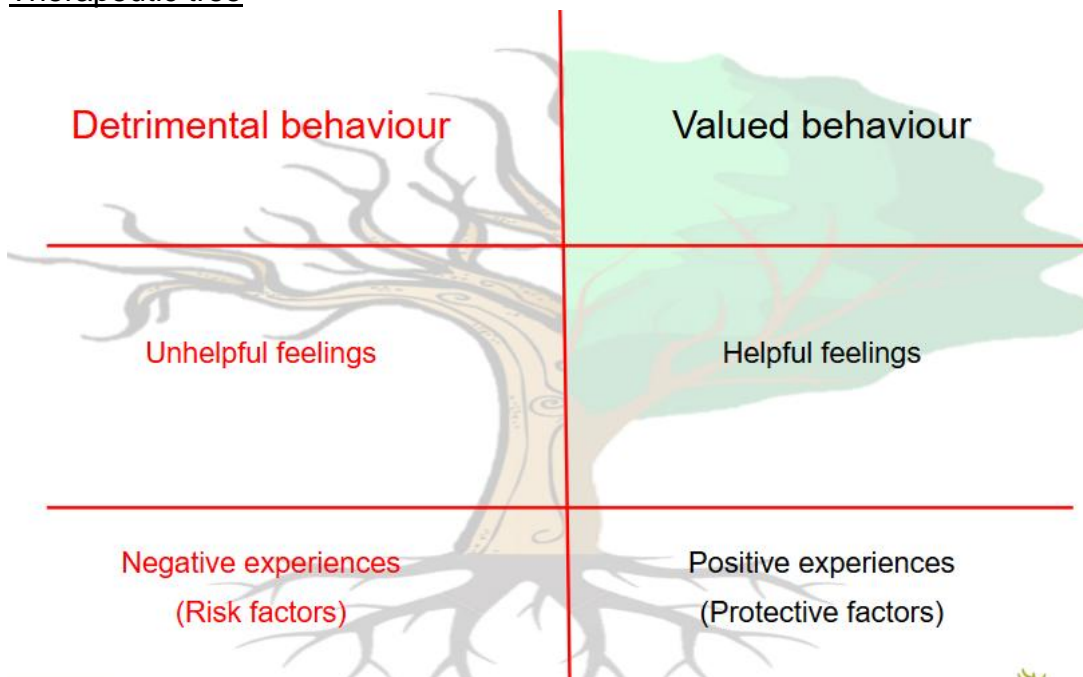 Therapeutic tree
Detrimental behaviour
Valued behaviour
Unhelpful feelings
Helpful feelings
Negative experiences
(Risk factors)
Positive experiences
(Protective factors)